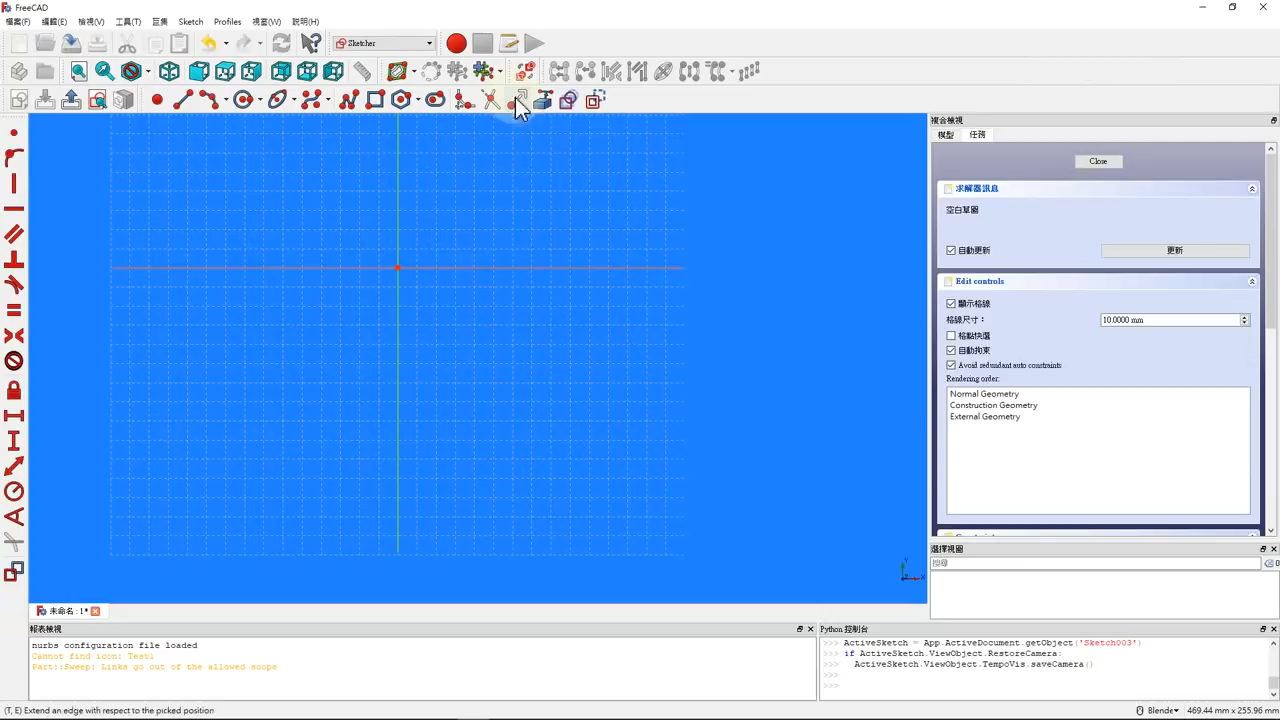 FreeCAD
檔案(F) 編輯(E) 檢視(V) 工具(T) 巨集 Sketch Profiles 視窗(W) 說明(H)
Sketcher
複合檢視
模型 任務
Close
求解器訊息
空白草圖
自動更新 更新
Edit controls
顯示格線
格線尺寸： 10.0000 mm
格點快選
自動拘束
Avoid redundant auto constraints
Rendering order:
Normal Geometry
Construction Geometry
External Geometry
選擇視圖
搜尋 0
Y
X
未命名 : 1*
報表檢視
nurbs configuration file loaded
Cannot find icon: Test1
Part::Sweep: Links go out of the allowed scope
Python 控制台
>>> ActiveSketch = App.ActiveDocument.getObject('Sketch003')
>>> if ActiveSketch.ViewObject.RestoreCamera:
>>> ActiveSketch.ViewObject.TempoVis.saveCamera()
>>>
>>>
(T, E) Extend an edge with respect to the picked position
Blende 469.44 mm x 255.96 mm